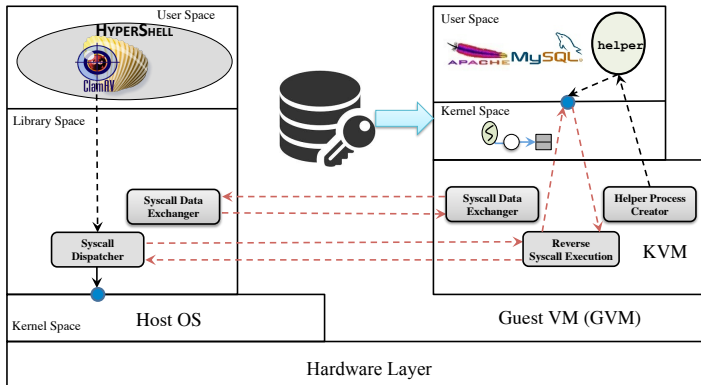 User Space
HYPERSHELL
ClamAV
Library Space
Syscall Data
Exchanger
Syscall
Dispatcher
Kernel Space
Host OS
User Space
APACHE
MySQL
helper
Kernel Space
Syscall Data
Exchanger
Helper Process
Creator
Reverse
Syscall Execution
KVM
Guest VM (GVM)
Hardware Layer